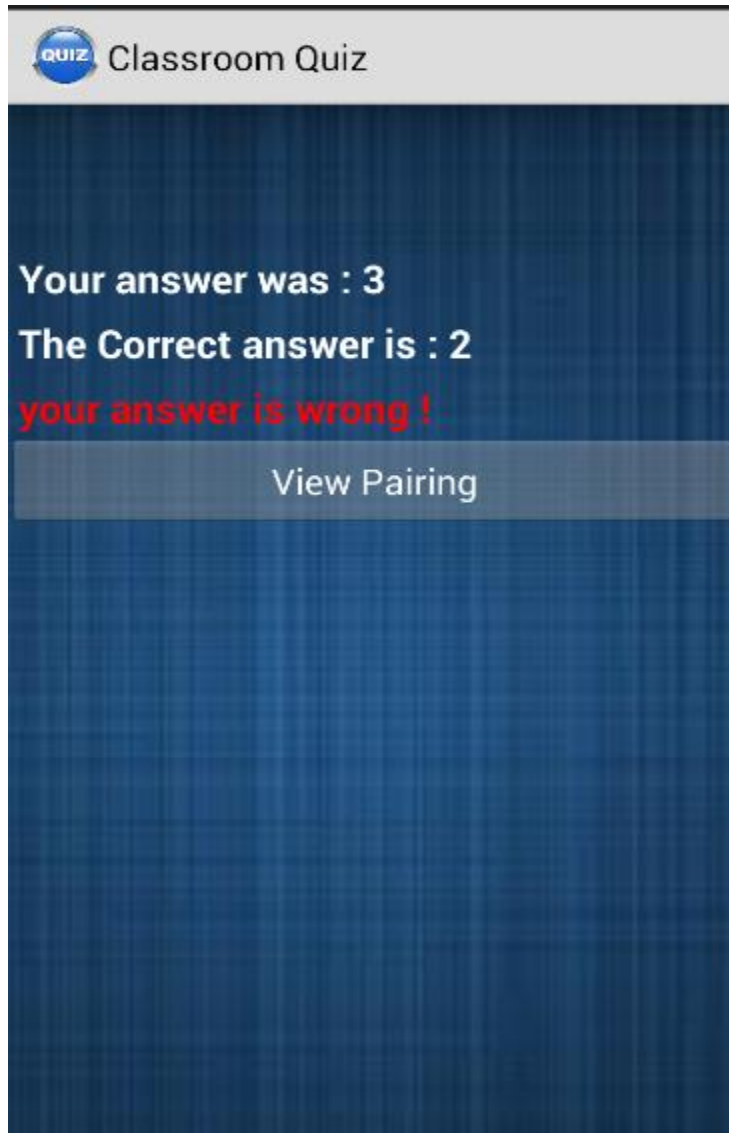 QUIZ Classroom Quiz
Your answer was : 3
The Correct answer is : 2
your answer is wrong !
View Pairing